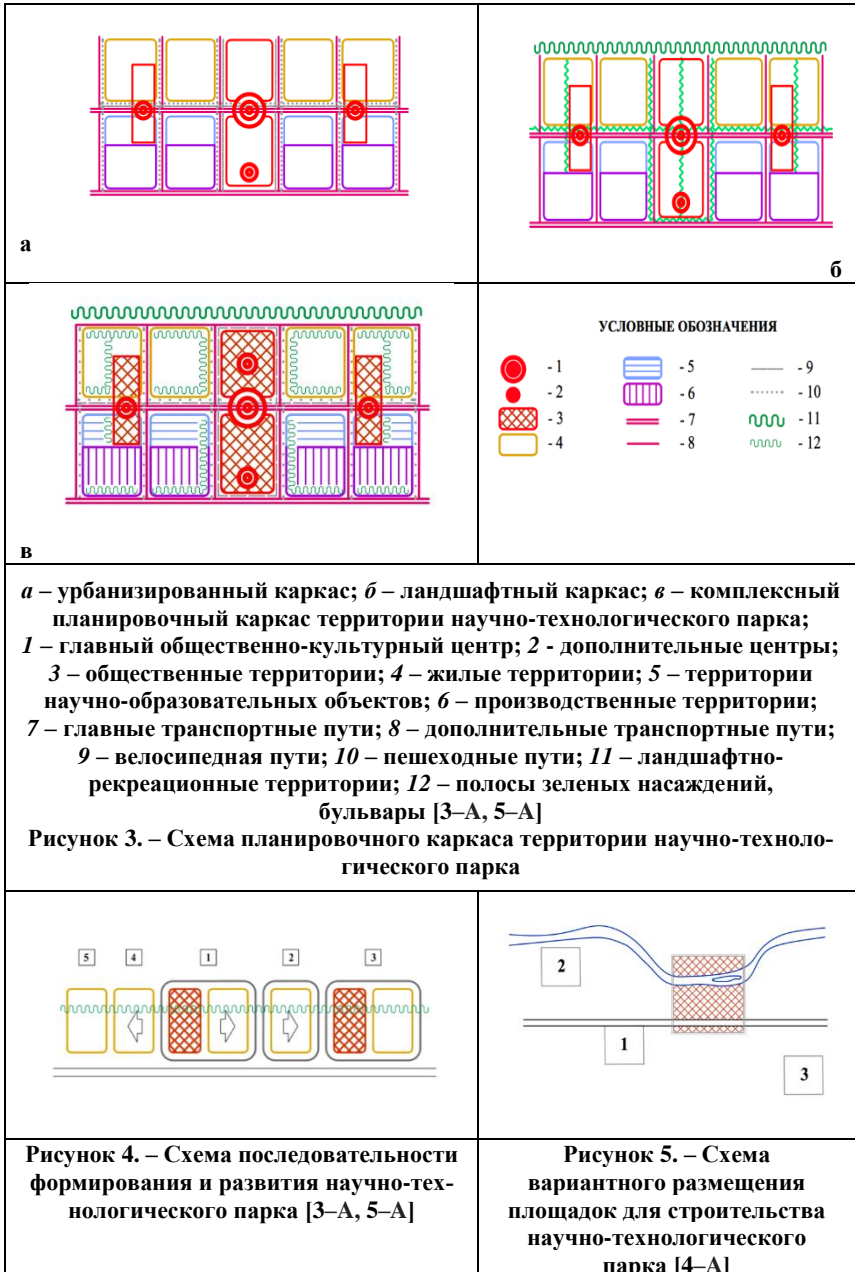 а
б
в
УСЛОВНЫЕ ОБОЗНАЧЕНИЯ
- 1 - 5 - 9
- 2 - 6 - 10
- 3 - 7 - 11
- 4 - 8 - 12
а – урбанизированный каркас; б – ландшафтный каркас; в – комплексный
планировочный каркас территории научно-технологического парка;
1 – главный общественно-культурный центр; 2 - дополнительные центры;
3 – общественные территории; 4 – жилые территории; 5 – территории
научно-образовательных объектов; 6 – производственные территории;
7 – главные транспортные пути; 8 – дополнительные транспортные пути;
9 – велосипедная пути; 10 – пешеходные пути; 11 – ландшафтно-
рекреационные территории; 12 – полосы зеленых насаждений,
бульвары [3–А, 5–А]
Рисунок 3. – Схема планировочного каркаса территории научно-техноло-
гического парка
5 4 1 2 3
2
1
3
Рисунок 4. – Схема последовательности
формирования и развития научно-тех-
нологического парка [3–А, 5–А]
Рисунок 5. – Схема
вариантного размещения
площадок для строительства
научно-технологического
парка [4–А]